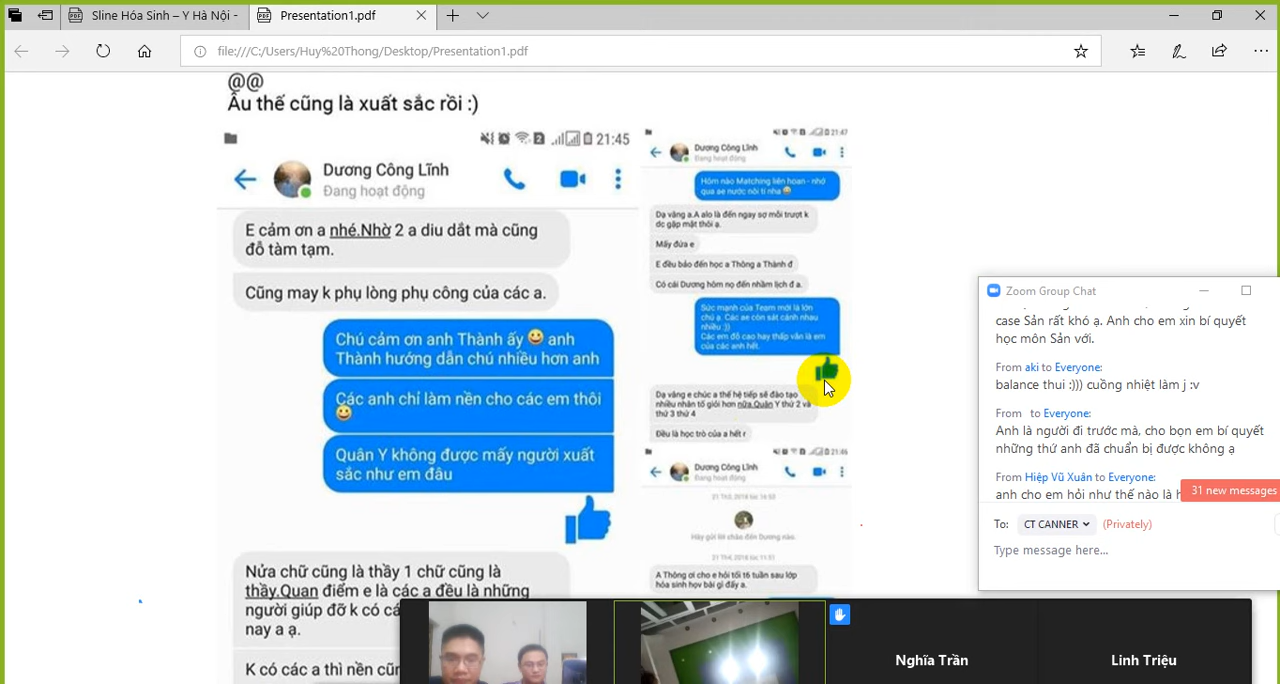 Sline Hóa Sinh – Y Hà Nội -
Presentation1.pdf
file:///C:/Users/Huy%20Thong/Desktop/Presentation1.pdf
@@
Âu thế cũng là xuất sắc rồi :)
21:45
Dương Công Lĩnh
Đang hoạt động
E cảm ơn a nhé.Nhờ 2 a diu dắt mà cũng
đỗ tàm tạm.
Cũng may k phụ lòng phụ công của các a.
Chú cảm ơn anh Thành ấy 😀 anh
Thành hướng dẫn chú nhiều hơn anh
Các anh chỉ làm nền cho các em thôi
😀
Quân Y không được mấy người xuất
sắc như em đâu
Nửa chữ cũng là thầy 1 chữ cũng là
thầy.Quan điểm e là các a đều là những
người giúp đỡ k có cá
nay a ạ.
K có các a thì nền cũn
21:47
Dương Công Lĩnh
Đang hoạt động
Hôm nào Matching liên hoan - nhớ
qua ae nước nôi tí nha 😀
Dạ vâng a.A alo là đến ngay sợ mỗi trượt k
dc gặp mặt thôi ạ.
Mấy đứa e
E đều bảo đến học a Thông a Thành đ
Có cái Dương hôm nọ đến nhầm lịch đ a.
Sức mạnh của Team mới là lớn
chú ạ. Các ae còn sát cánh nhau
nhiều :))
Các em đỗ cao hay thấp vẫn là em
của các anh hết.
Dạ vâng e chúc a thế hệ tiếp sẽ đào tạo
nhiều nhân tố giỏi hơn nữa.Quân Y thứ 2 và
thứ 3 thứ 4
Đều là học trò của a hết r
21:46
Dương Công Lĩnh
Đang hoạt động
A Thông ơi cho e hỏi tối t6 tuần sau lớp
hóa sinh học bài gì đấy a.
Zoom Group Chat
case Sản rất khó ạ. Anh cho em xin bí quyết
học môn Sản với.
From aki to Everyone:
balance thui :))) cuồng nhiệt làm j :v
From to Everyone:
Anh là người đi trước mà, cho bọn em bí quyết
những thứ anh đã chuẩn bị được không ạ
From Hiệp Vũ Xuân to Everyone:
anh cho em hỏi như thế nào là h
31 new messages
To: CT CANNER (Privately)
Type message here...
Nghĩa Trần
Linh Triệu